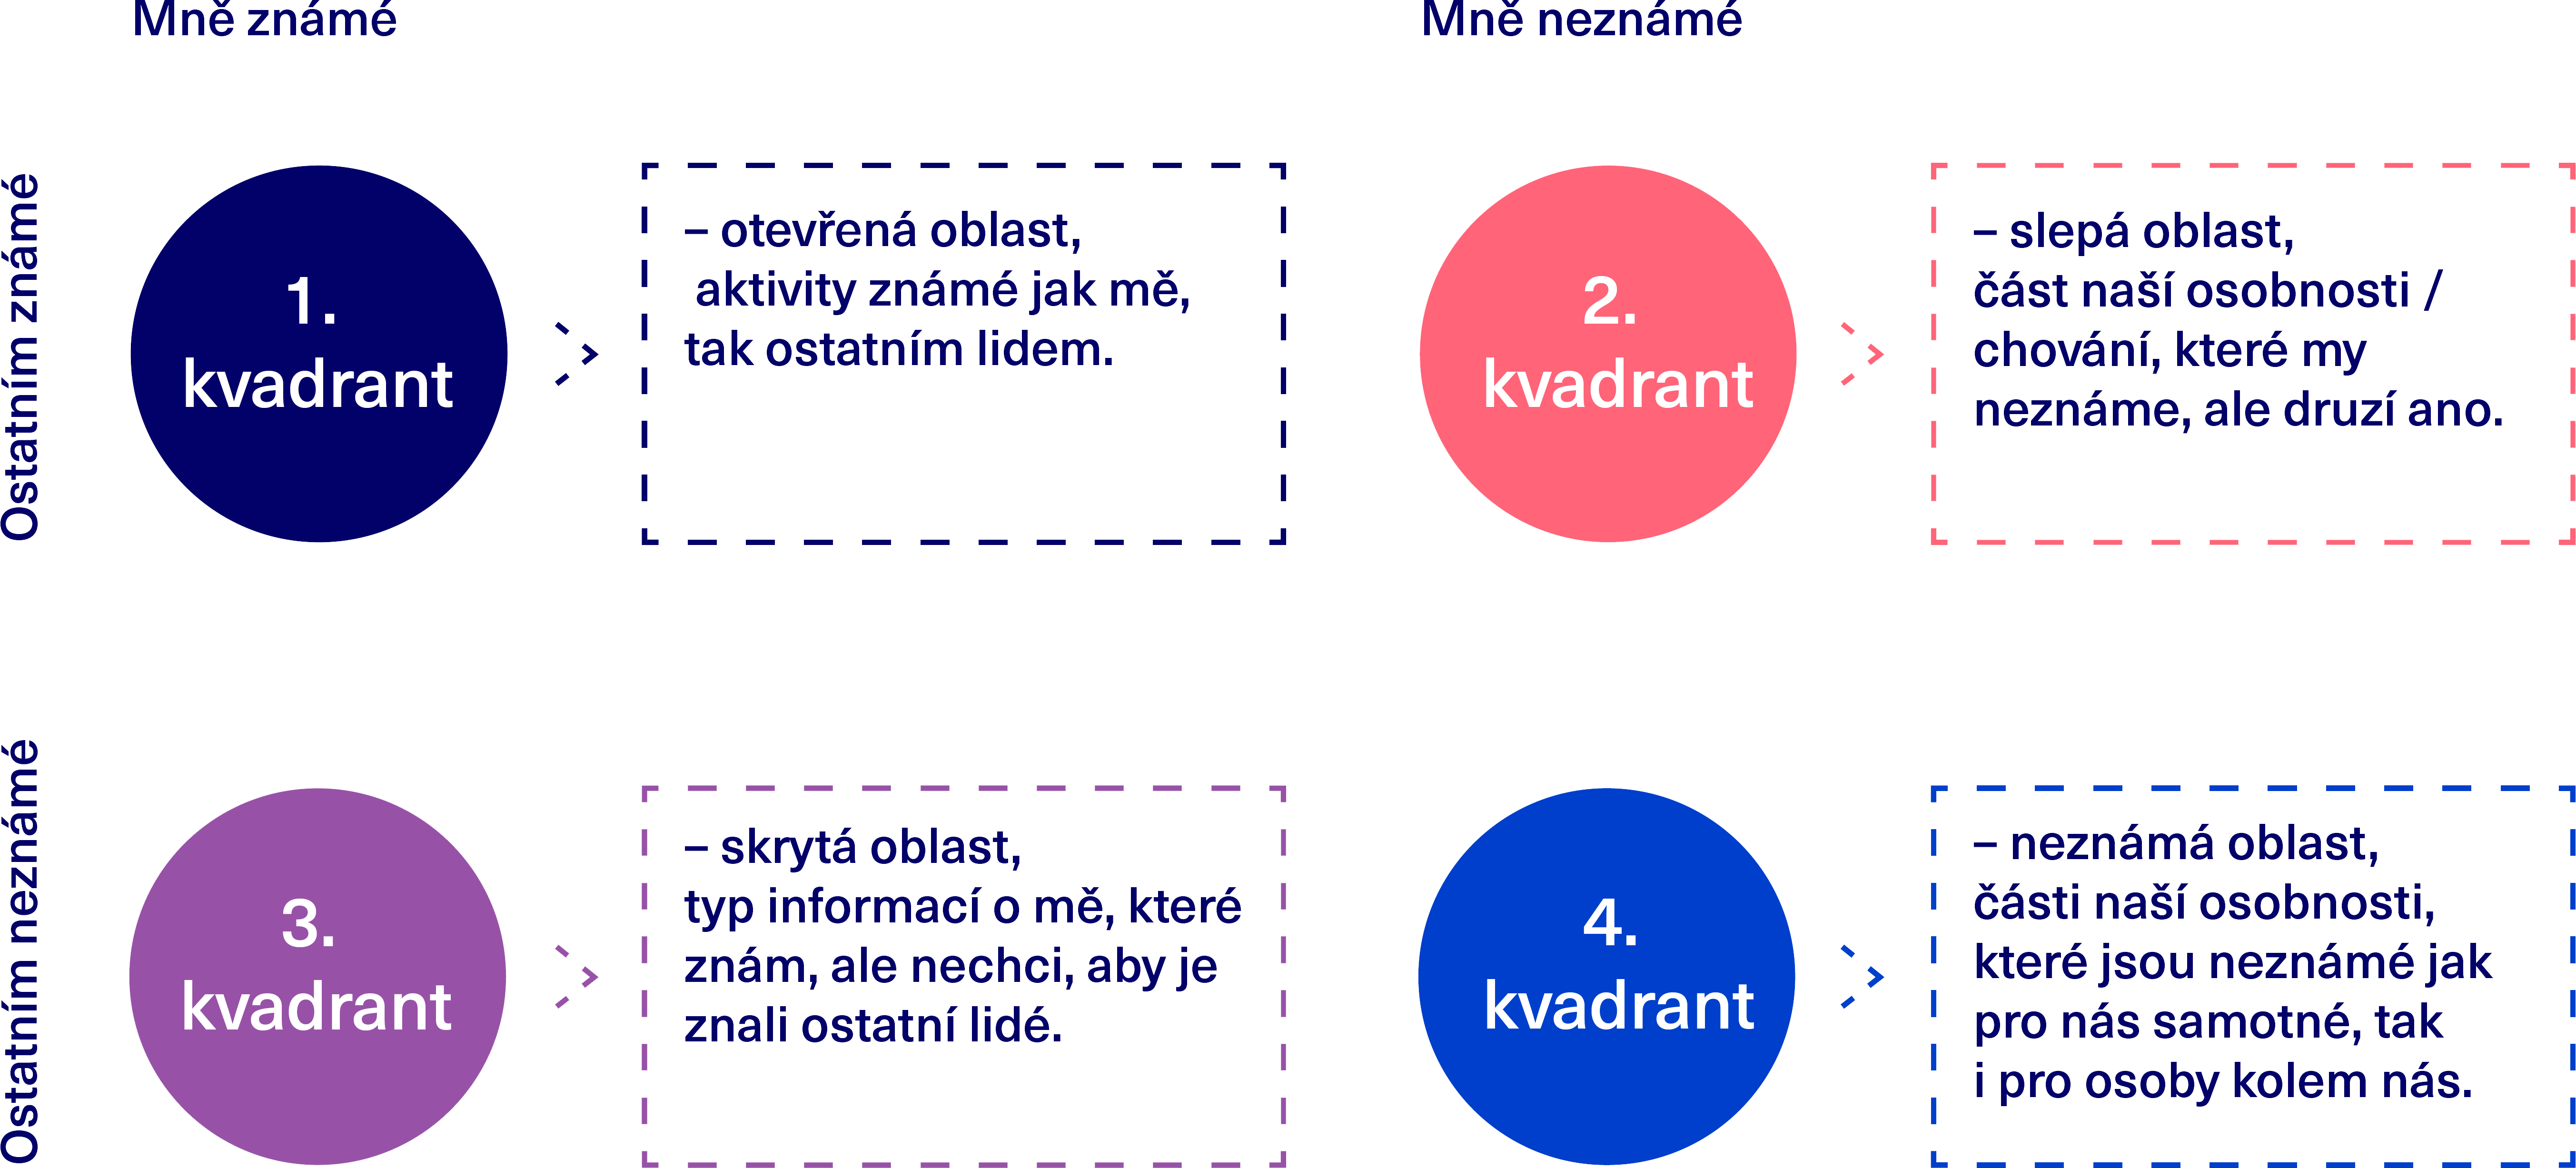 Mně známé
Mně neznámé
Ostatním známé
1.
kvadrant
– otevřená oblast,
aktivity známé jak mě,
tak ostatním lidem.
2.
kvadrant
– slepá oblast,
část naší osobnosti /
chování, které my
neznáme, ale druzí ano.
Ostatním neznámé
3.
kvadrant
– skrytá oblast,
typ informací o mě, které
znám, ale nechci, aby je
znali ostatní lidé.
4.
kvadrant
– neznámá oblast,
části naší osobnosti,
které jsou neznámé jak
pro nás samotné, tak
i pro osoby kolem nás.